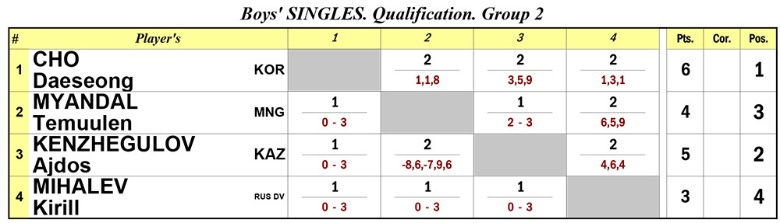 Boys' SINGLES. Qualification. Group 2
# Player's 1 2 3 4 Pts. Cor. Pos.
1 CHO Daeseong KOR 2 2 2 6 1
1,1,8 3,5,9 1,3,1
2 MYANDAL Temuulen MNG 1 1 2 4 3
0 - 3 2 - 3 6,5,9
3 KENZHEGULOV Ajdos KAZ 1 2 2 5 2
0 - 3 -8,6,-7,9,6 4,6,4
4 MIHALEV Kirill RUS DV 1 1 1 3 4
0 - 3 0 - 3 0 - 3